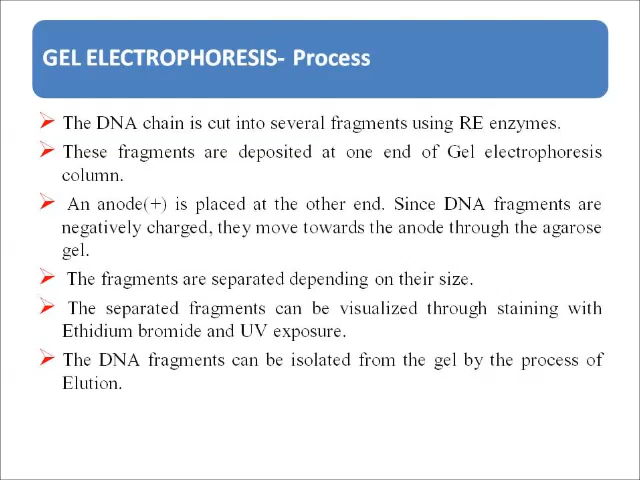 GEL ELECTROPHORESIS- Process
The DNA chain is cut into several fragments using RE enzymes.
These fragments are deposited at one end of Gel electrophoresis
column.
An anode(+) is placed at the other end. Since DNA fragments are
negatively charged, they move towards the anode through the agarose
gel.
The fragments are separated depending on their size.
The separated fragments can be visualized through staining with
Ethidium bromide and UV exposure.
The DNA fragments can be isolated from the gel by the process of
Elution.